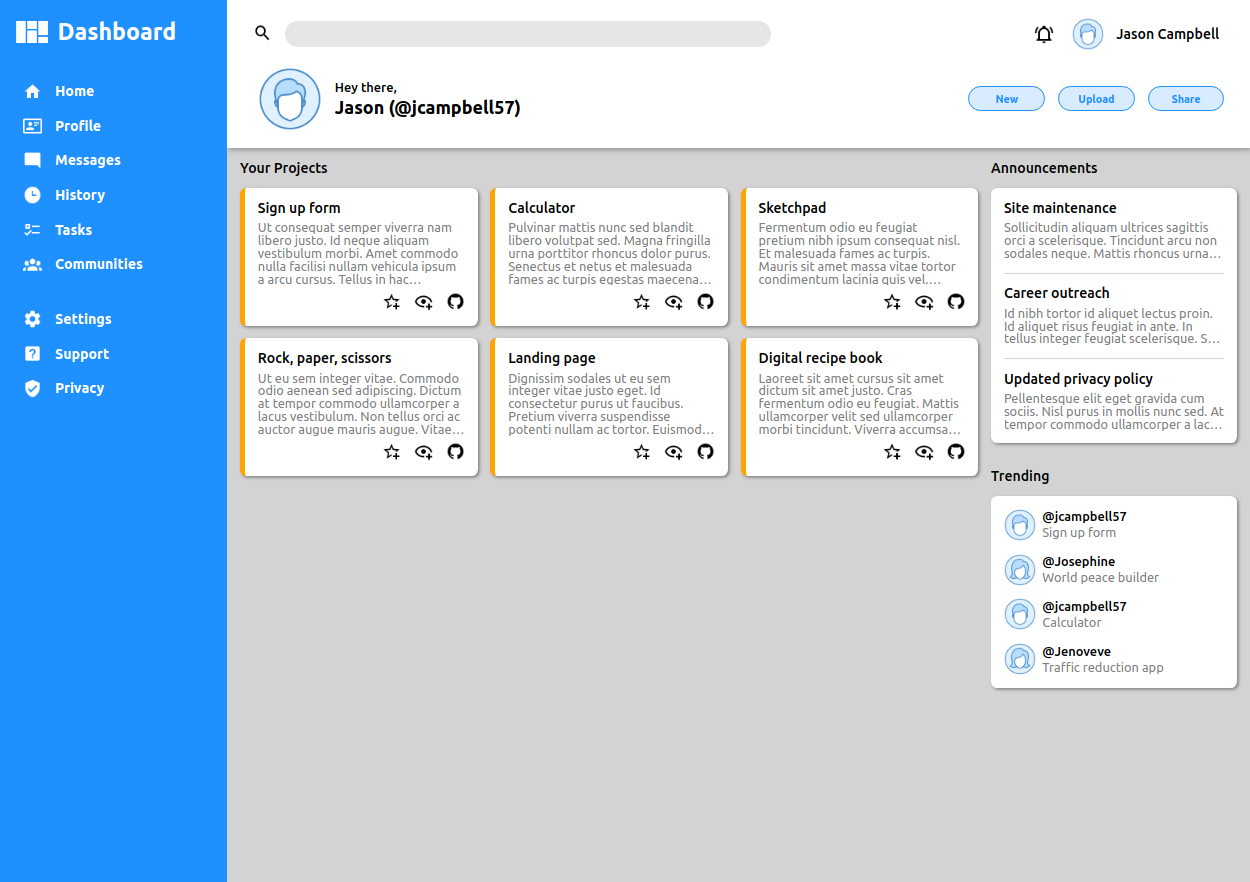 Dashboard
Home
Profile
Messages
History
Tasks
Communities
Settings
Support
Privacy
Jason Campbell
Hey there,
Jason (@jcampbell57)
New
Upload
Share
Your Projects
Sign up form
Ut consequat semper viverra nam
libero justo. Id neque aliquam
vestibulum morbi. Amet commodo
nulla facilisi nullam vehicula ipsum
a arcu cursus. Tellus in hac…
Calculator
Pulvinar mattis nunc sed blandit
libero volutpat sed. Magna fringilla
urna porttitor rhoncus dolor purus.
Senectus et netus et malesuada
fames ac turpis egestas maecena…
Sketchpad
Fermentum odio eu feugiat
pretium nibh ipsum consequat nisl.
Et malesuada fames ac turpis.
Mauris sit amet massa vitae tortor
condimentum lacinia quis vel.…
Rock, paper, scissors
Ut eu sem integer vitae. Commodo
odio aenean sed adipiscing. Dictum
at tempor commodo ullamcorper a
lacus vestibulum. Non tellus orci ac
auctor augue mauris augue. Vitae…
Landing page
Dignissim sodales ut eu sem
integer vitae justo eget. Id
consectetur purus ut faucibus.
Pretium viverra suspendisse
potenti nullam ac tortor. Euismod…
Digital recipe book
Laoreet sit amet cursus sit amet
dictum sit amet justo. Cras
fermentum odio eu feugiat. Mattis
ullamcorper velit sed ullamcorper
morbi tincidunt. Viverra accumsa…
Announcements
Site maintenance
Sollicitudin aliquam ultrices sagittis
orci a scelerisque. Tincidunt arcu non
sodales neque. Mattis rhoncus urna…
Career outreach
Id nibh tortor id aliquet lectus proin.
Id aliquet risus feugiat in ante. In
tellus integer feugiat scelerisque. S…
Updated privacy policy
Pellentesque elit eget gravida cum
sociis. Nisl purus in mollis nunc sed. At
tempor commodo ullamcorper a lac…
Trending
@jcampbell57
Sign up form
@Josephine
World peace builder
@jcampbell57
Calculator
@Jenoveve
Traffic reduction app